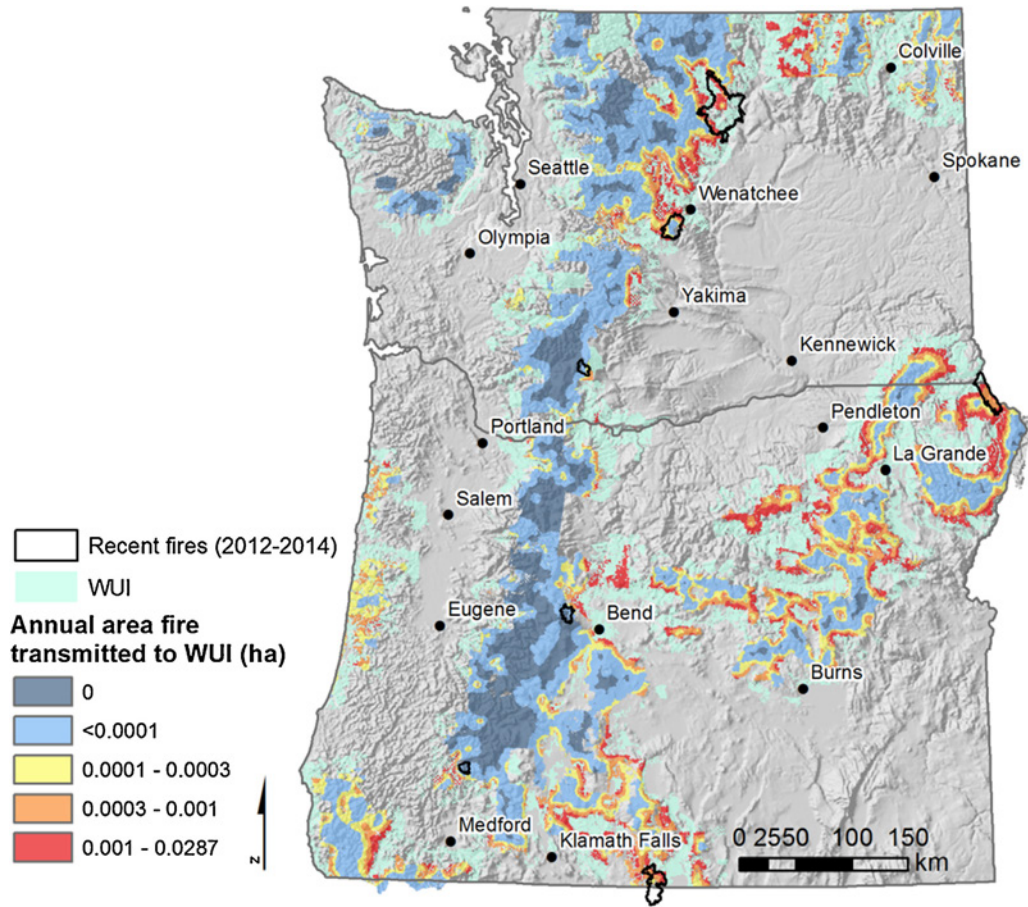 Colville
Spokane
Seattle
Wenatchee
Olympia
Yakima
Kennewick
Pendleton
Portland
La Grande
Salem
Eugene
Bend
Burns
Medford
Klamath Falls
Recent fires (2012-2014)
WUI
Annual area fire
transmitted to WUI (ha)
0
<0.0001
0.0001 - 0.0003
0.0003 - 0.001
0.001 - 0.0287
N
0 2550 100 150
km